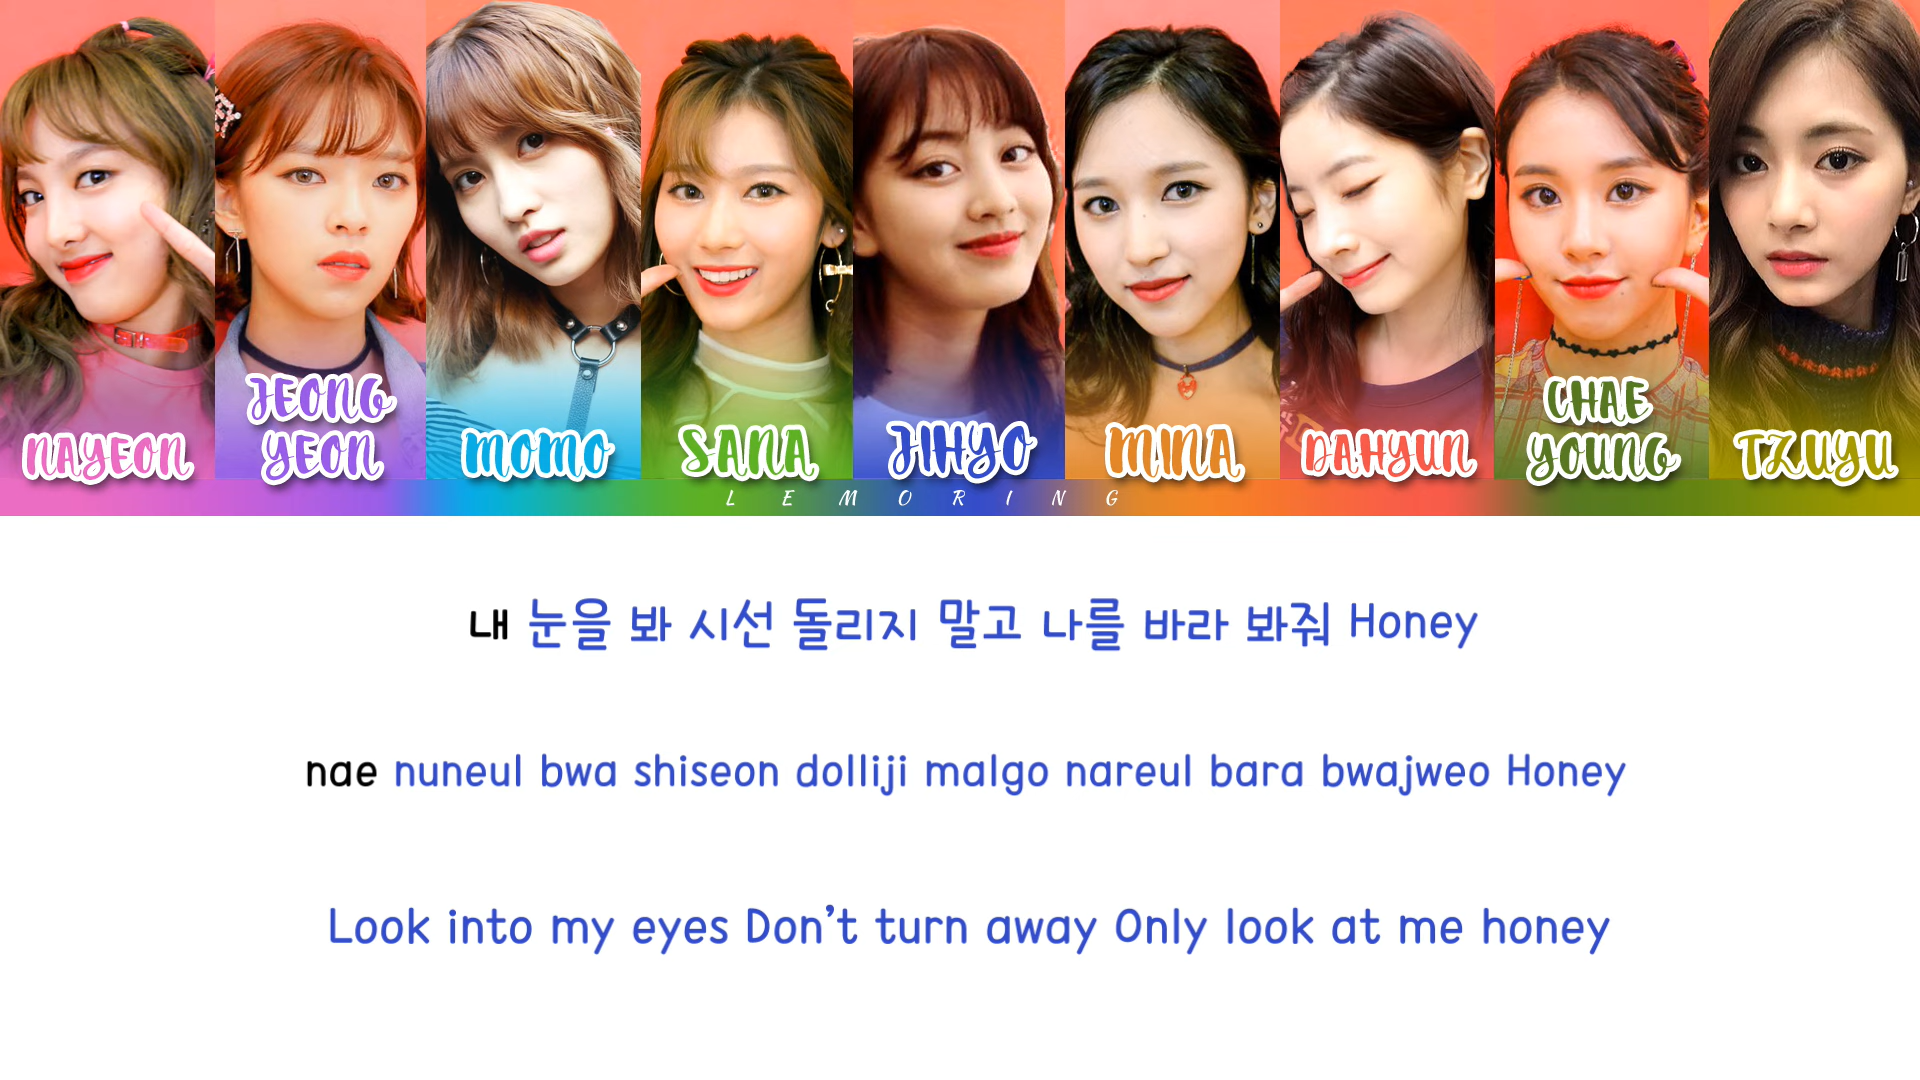 NAYEON
JEONG
YEON
MOMO
SANA
JIHYO
MINA
DAHYUN
CHAE
YOUNG
TZUYU
LEMORING
내 눈을 봐 시선 돌리지 말고 나를 바라 봐줘 Honey
nae nuneul bwa shiseon dolliji malgo nareul bara bwajweo Honey
Look into my eyes Don't turn away Only look at me honey